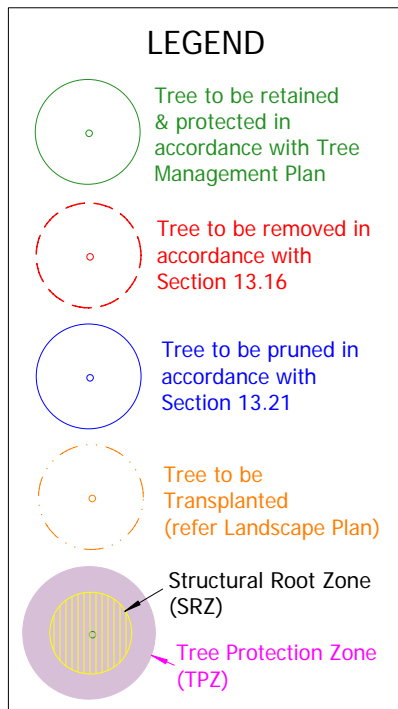 LEGEND
Tree to be retained
& protected in
accordance with Tree
Management Plan
Tree to be removed in
accordance with
Section 13.16
Tree to be pruned in
accordance with
Section 13.21
Tree to be
Transplanted
(refer Landscape Plan)
Structural Root Zone
(SRZ)
Tree Protection Zone
(TPZ)